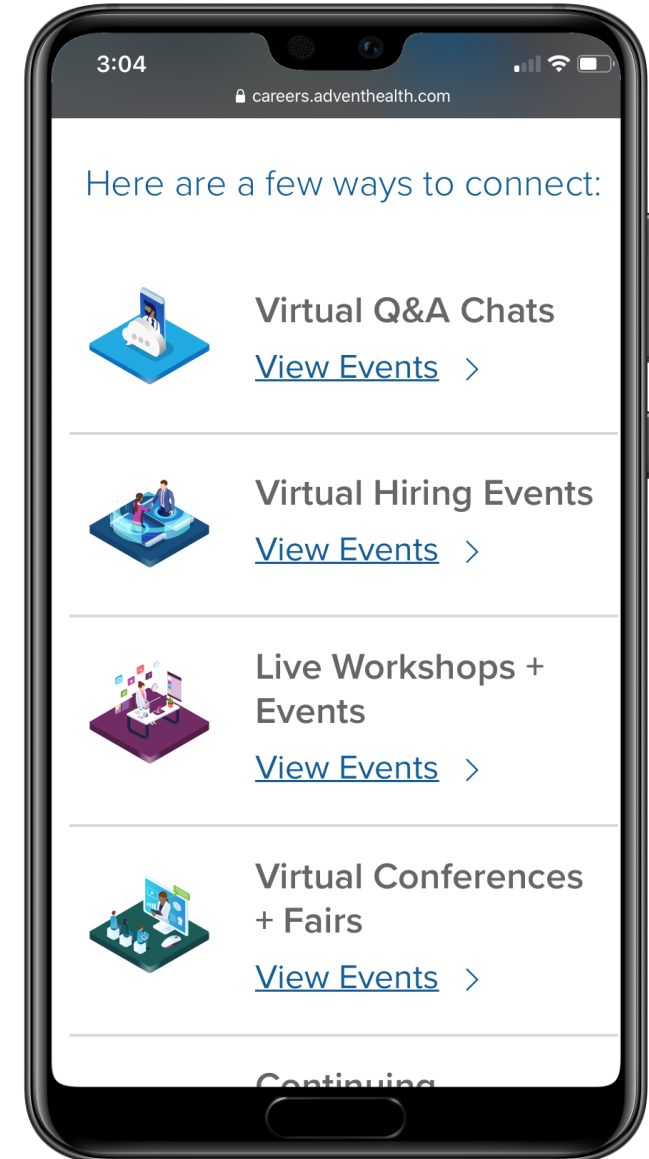 3:04
careers.adventhealth.com
Here are a few ways to connect:
Virtual Q&A Chats
View Events >
Virtual Hiring Events
View Events >
Live Workshops +
Events
View Events >
Virtual Conferences
+ Fairs
View Events >
Continuing